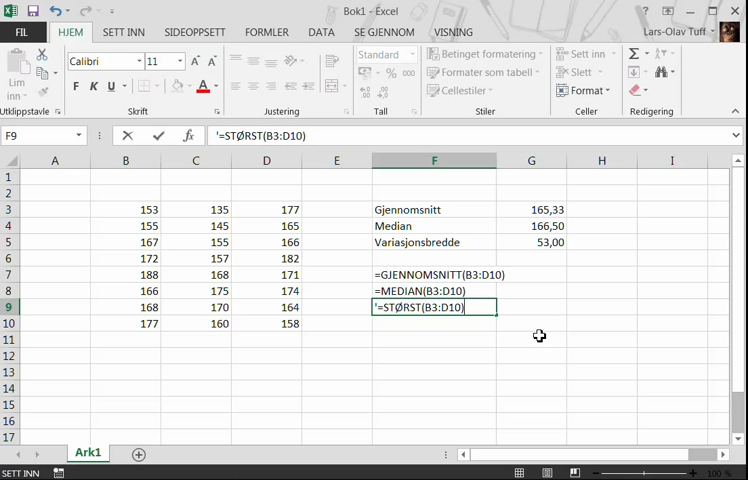 Bok1 - Excel
FIL HJEM SETT INN SIDEOPPSETT FORMLER DATA SE GJENNOM VISNING Lars-Olav Tuff
Lim inn
Calibri 11
F K U
Standard
% 000
Betinget formatering
Formater som tabell
Cellestiler
Sett inn
Slett
Format
Utklippstavle Skrift Justering Tall Stiler Celler Redigering
F9 fx '=STØRST(B3:D10)
A B C D E F G H I
1
2
3 153 135 177 Gjennomsnitt 165,33
4 155 145 165 Median 166,50
5 167 155 166 Variasjonsbredde 53,00
6 172 157 182
7 188 168 171 =GJENNOMSNITT(B3:D10)
8 166 175 174 =MEDIAN(B3:D10)
9 168 170 164 '=STØRST(B3:D10)
10 177 160 158
11
12
13
14
15
16
17
Ark1
SETT INN 100 %